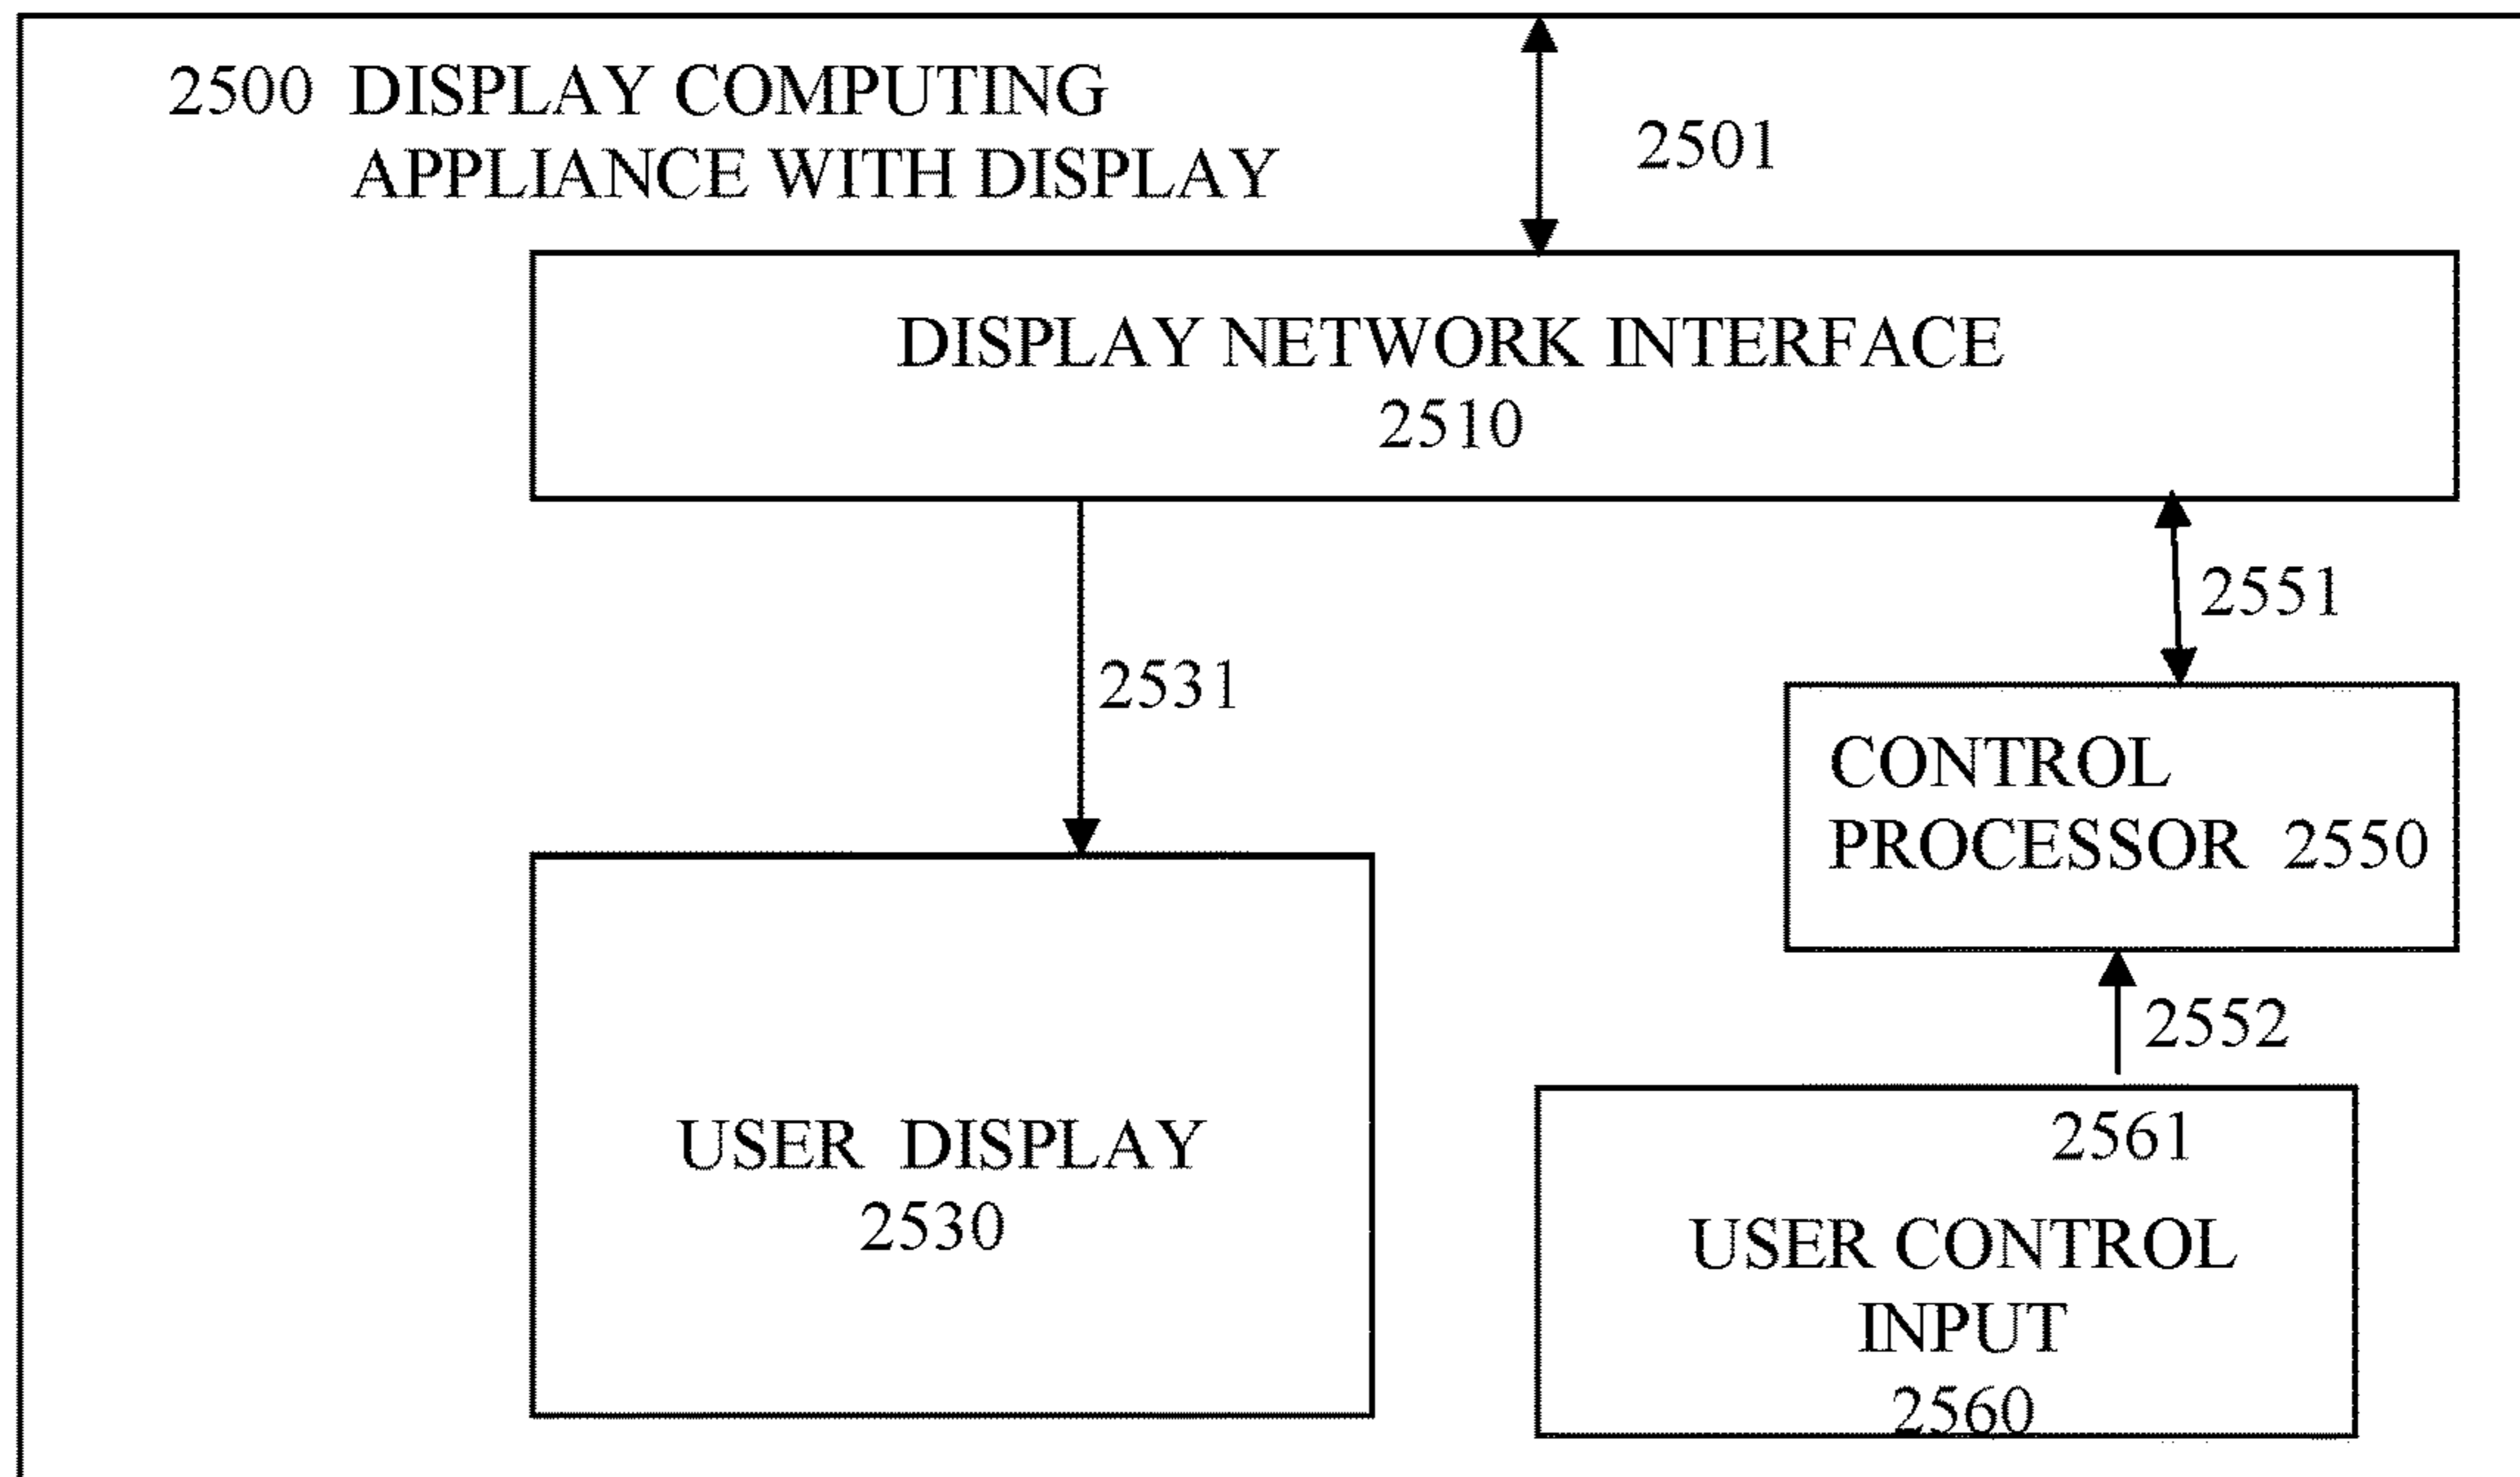 2500 DISPLAY COMPUTING
APPLIANCE WITH DISPLAY
2501
DISPLAY NETWORK INTERFACE
2510
2551
2531
CONTROL
PROCESSOR 2550
2552
USER DISPLAY
2530
2561
USER CONTROL
INPUT
2560